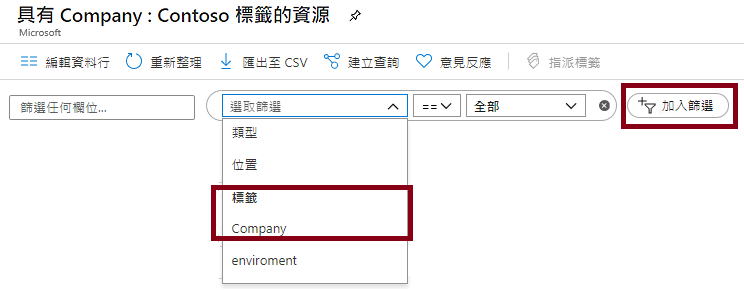 具有 Company : Contoso 標籤的資源
Microsoft
編輯資料行 重新整理 匯出至 CSV 建立查詢 意見反應 指派標籤
篩選任何欄位... 選取篩選 == 全部 加入篩選
類型
位置
標籤
Company
enviroment